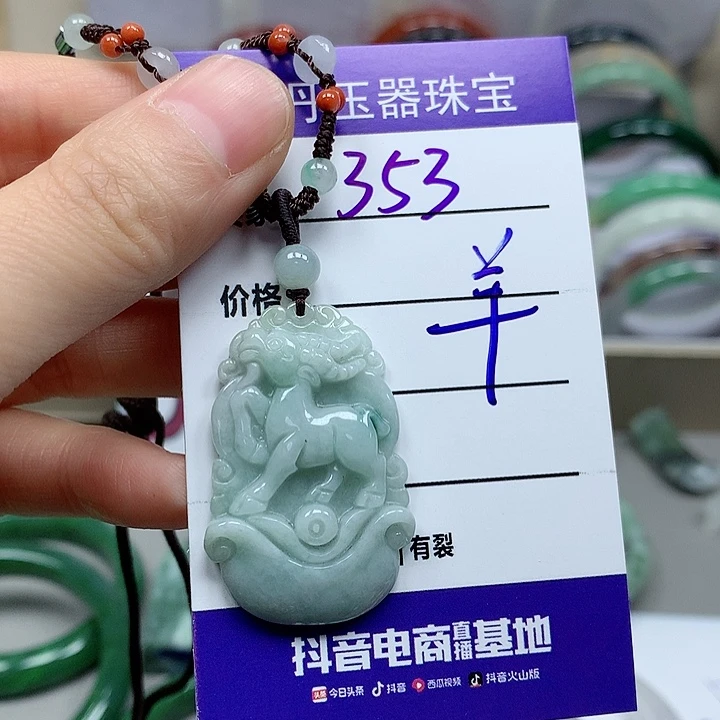 丹玉器珠宝
353
价格
羊
有裂
抖音电商直播基地
今日头条 抖音 西瓜视频 抖音火山版